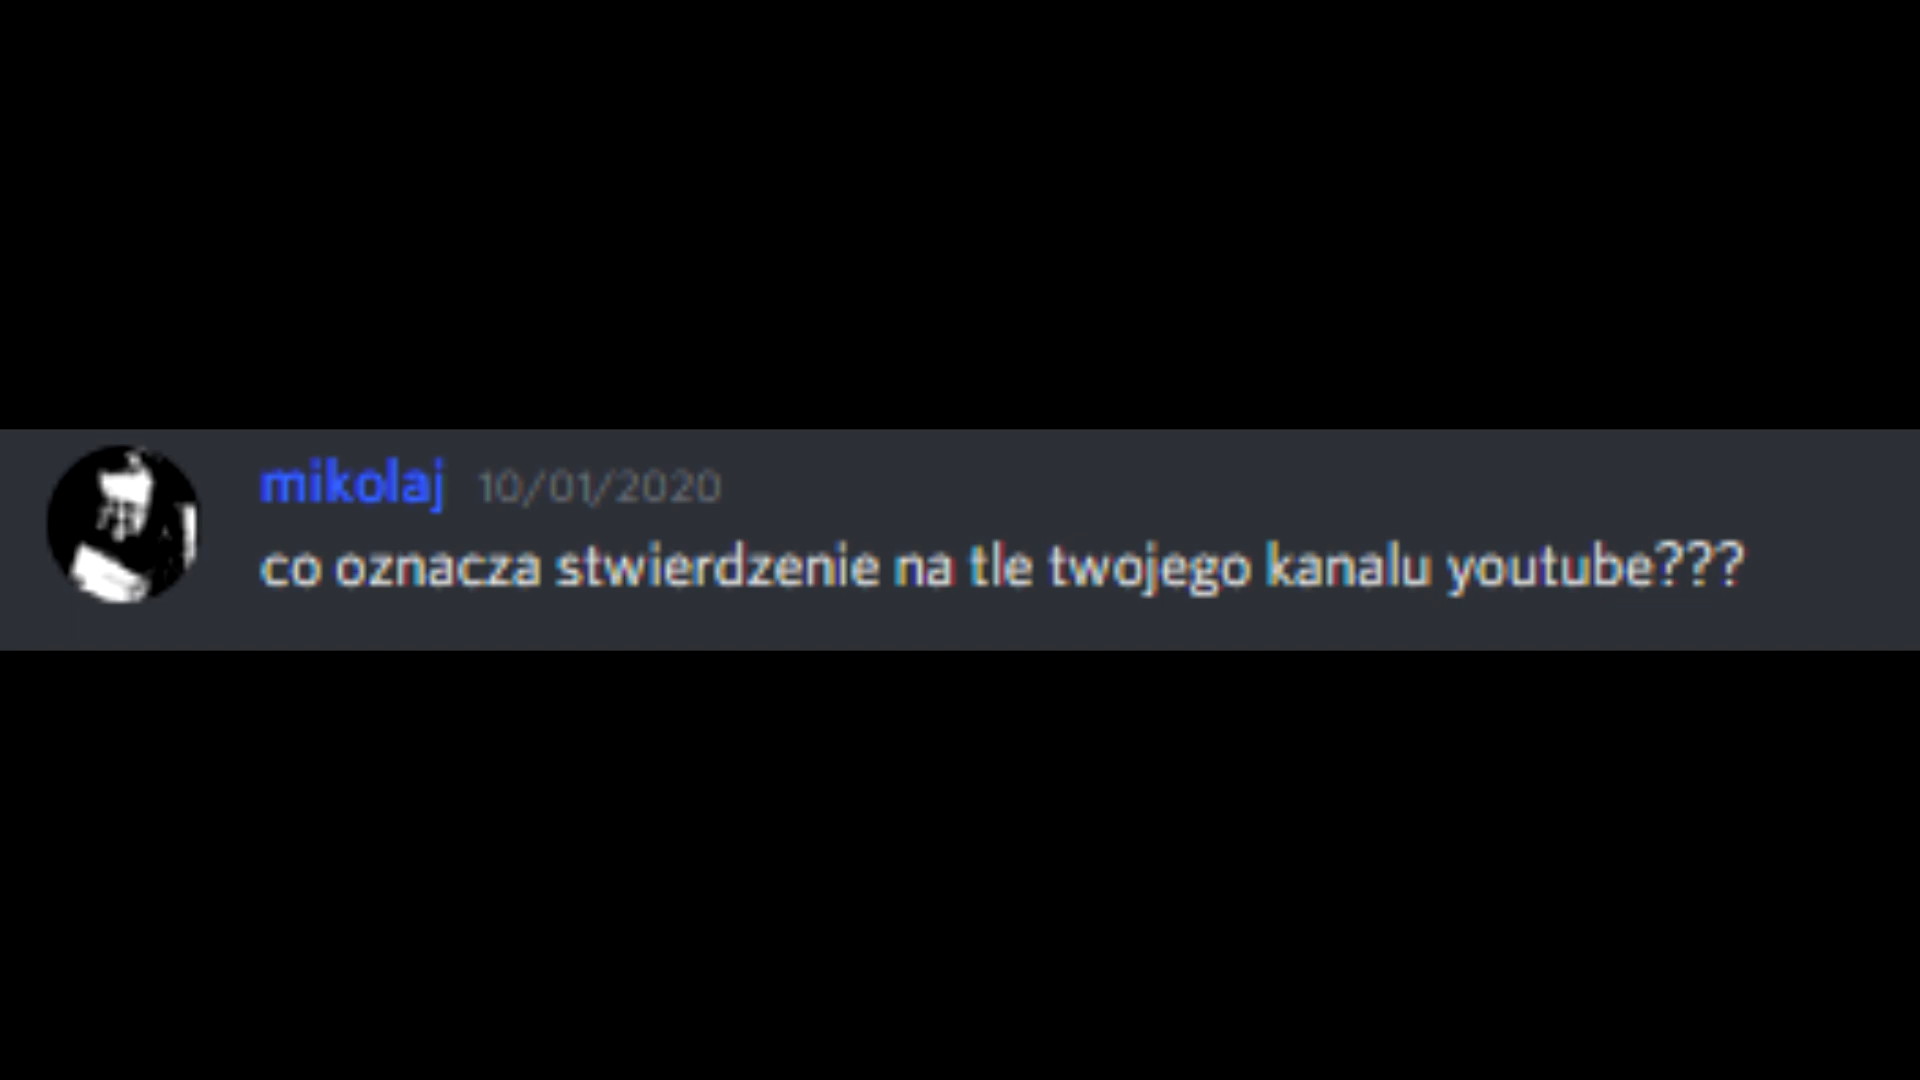 mikolaj 10/01/2020
co oznacza stwierdzenie na tle twojego kanalu youtube???